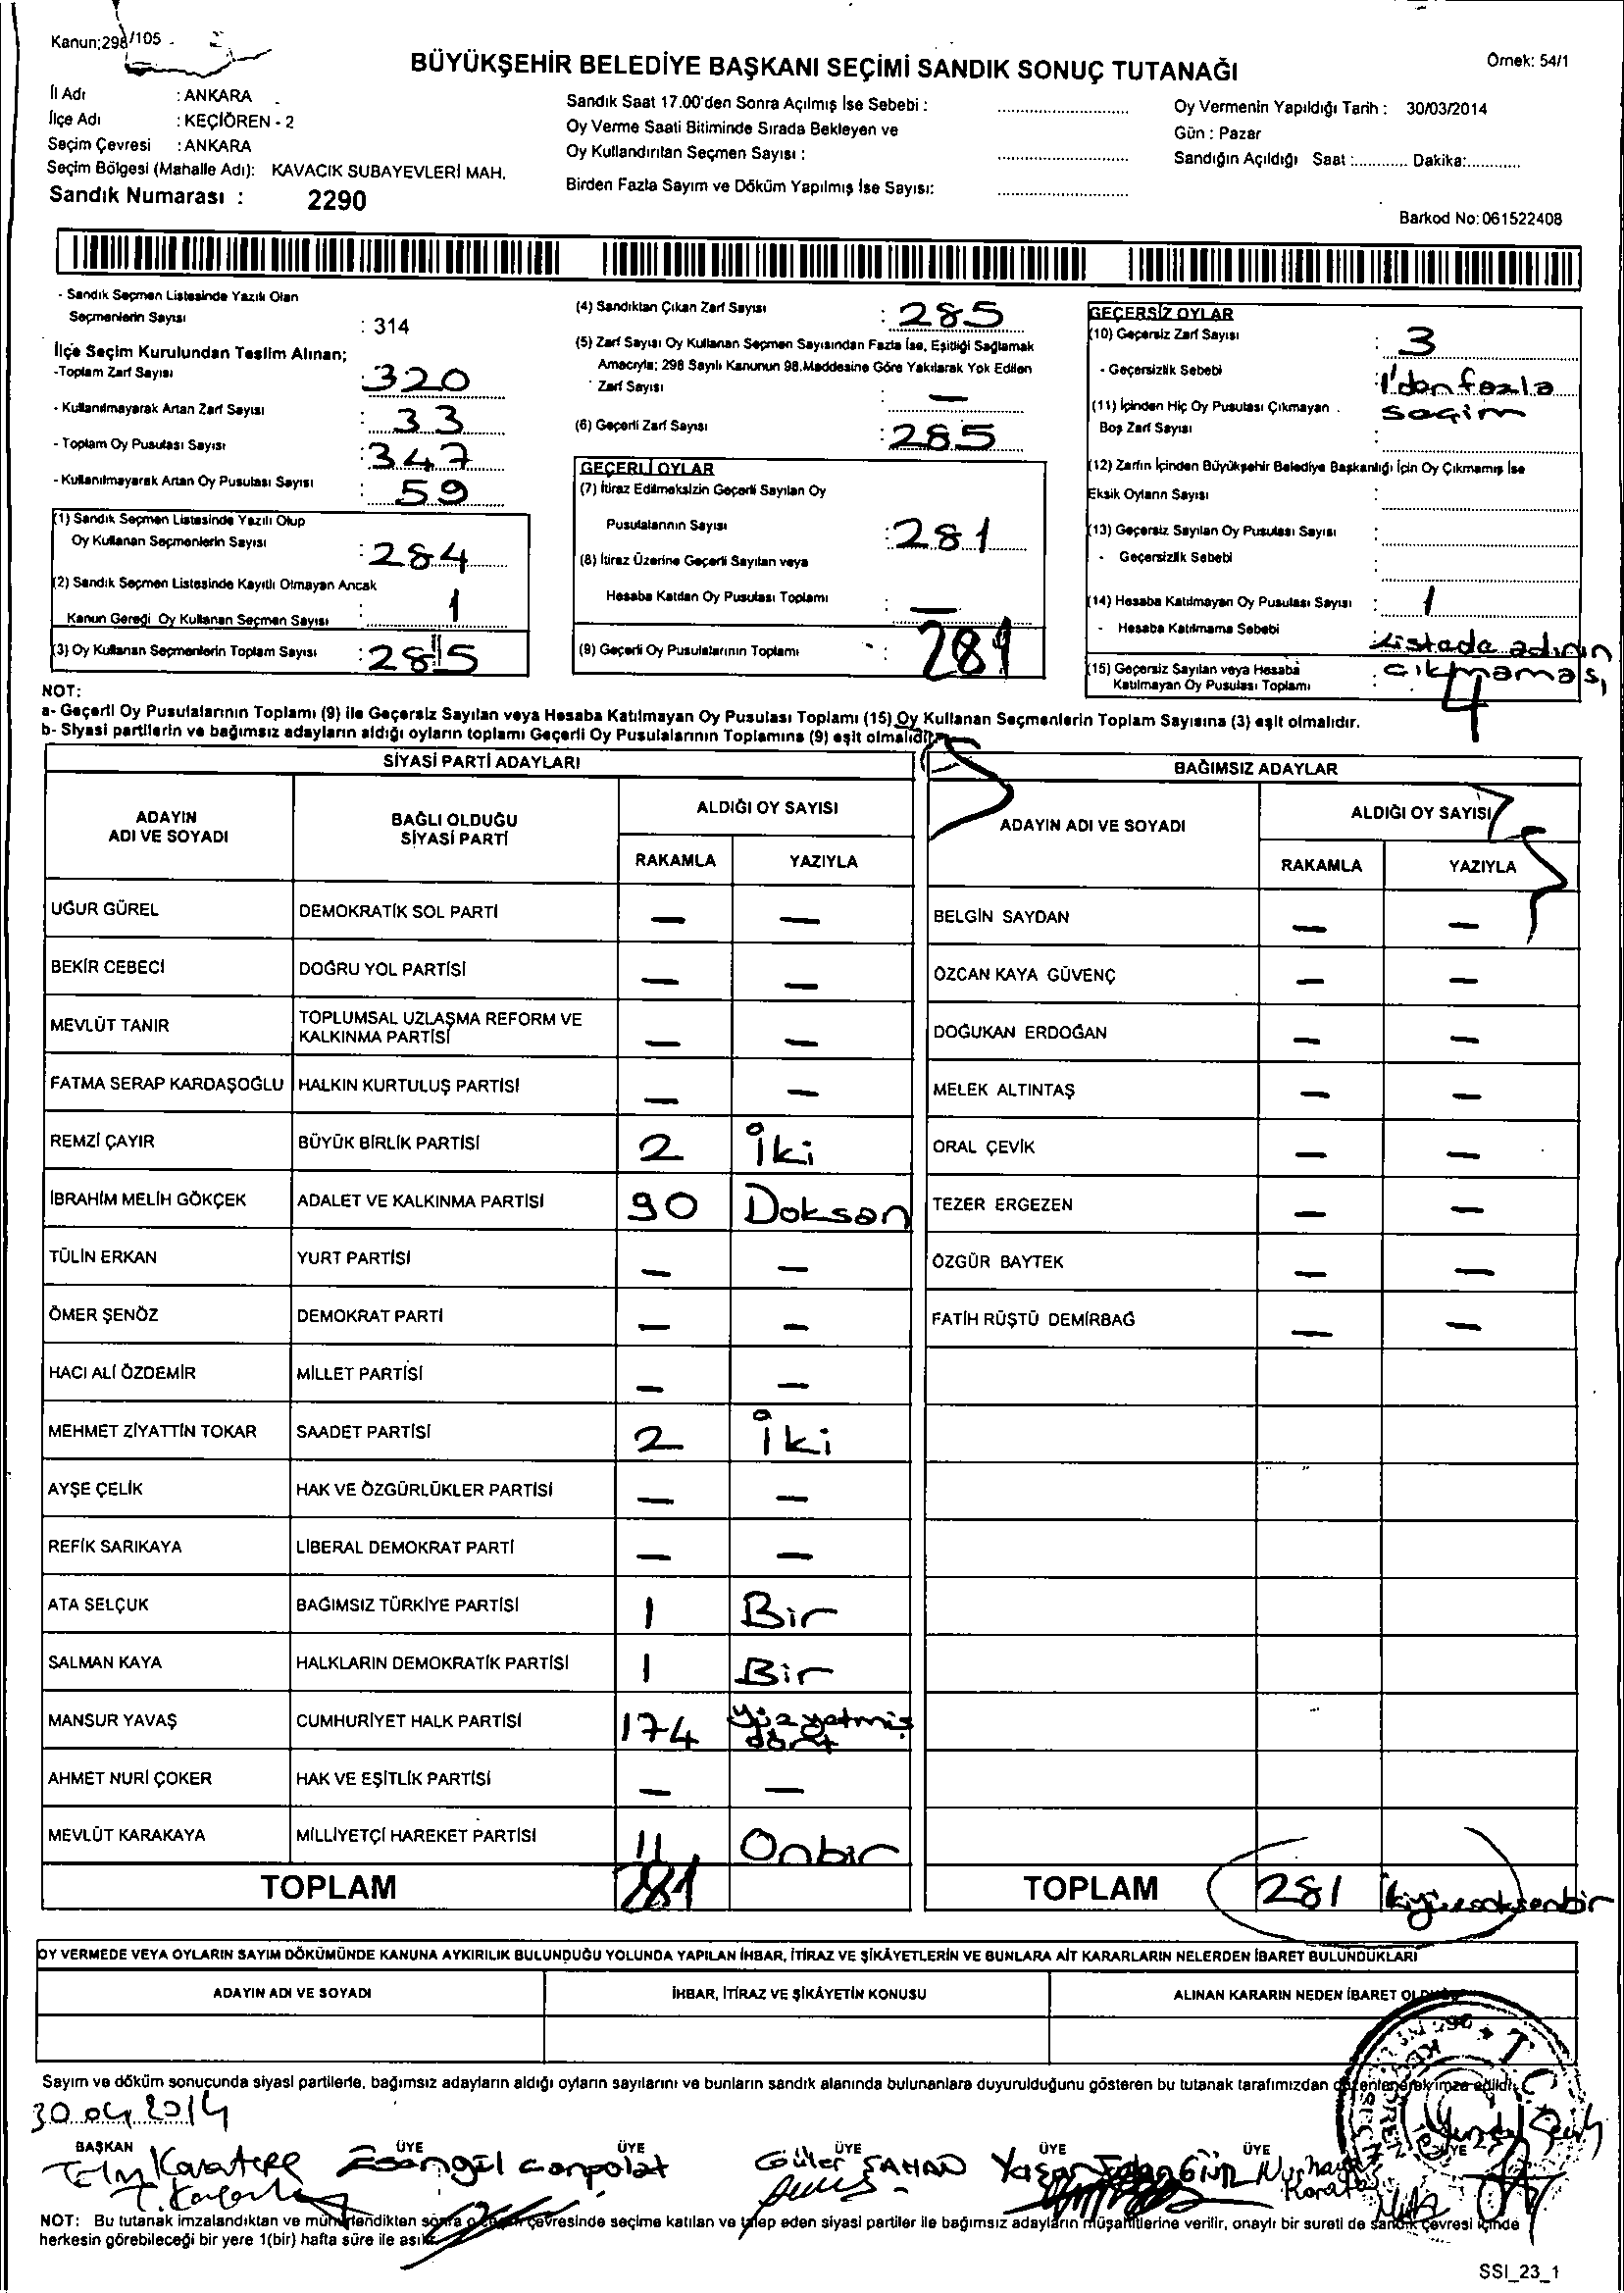 Kanun;298/105
BÜYÜKŞEHİR BELEDİYE BAŞKANI SEÇİMİ SANDIK SONUÇ TUTANAĞI
Örnek: 54/1
İl Adı : ANKARA
İlçe Adı : KEÇİÖREN - 2
Seçim Çevresi : ANKARA
Seçim Bölgesi (Mahalle Adı): KAVACIK SUBAYEVLERİ MAH.
Sandık Numarası : 2290
Sandık Saat 17.00'den Sonra Açılmış İse Sebebi : ............
Oy Verme Saati Bitiminde Sırada Bekleyen ve
Oy Kullandırılan Seçmen Sayısı : ............
Birden Fazla Sayım ve Döküm Yapılmış İse Sayısı: ............
Oy Vermenin Yapıldığı Tarih : 30/03/2014
Gün : Pazar
Sandığın Açıldığı Saat :............ Dakika:............
Barkod No:061522408
- Sandık Seçmen Listesinde Yazılı Olan
Seçmenlerin Sayısı : 314
İlçe Seçim Kurulundan Teslim Alınan;
-Toplam Zarf Sayısı : 320
- Kullanılmayarak Artan Zarf Sayısı : 33
- Toplam Oy Pusulası Sayısı : 347
- Kullanılmayarak Artan Oy Pusulası Sayısı : 59
(1) Sandık Seçmen Listesinde Yazılı Olup
Oy Kullanan Seçmenlerin Sayısı : 284
(2) Sandık Seçmen Listesinde Kayıtlı Olmayan Ancak
Kanun Gereği Oy Kullanan Seçmen Sayısı : 1
(3) Oy Kullanan Seçmenlerin Toplam Sayısı : 285
(4) Sandıktan Çıkan Zarf Sayısı : 285
(5) Zarf Sayısı Oy Kullanan Seçmen Sayısından Fazla İse, Eşitliği Sağlamak
Amacıyla; 298 Sayılı Kanunun 98.Maddesine Göre Yakılarak Yok Edilen
Zarf Sayısı : —
(6) Geçerli Zarf Sayısı : 285
GEÇERLİ OYLAR
(7) İtiraz Edilmeksizin Geçerli Sayılan Oy
Pusulalarının Sayısı : 281
(8) İtiraz Üzerine Geçerli Sayılan veya
Hesaba Katılan Oy Pusulası Toplamı : —
(9) Geçerli Oy Pusulalarının Toplamı : 281
GEÇERSİZ OYLAR
(10) Geçersiz Zarf Sayısı : 3
- Geçersizlik Sebebi : 1'den fazla
seçim
(11) İçinden Hiç Oy Pusulası Çıkmayan
Boş Zarf Sayısı :
(12) Zarfın İçinden Büyükşehir Belediye Başkanlığı İçin Oy Çıkmamış İse
Eksik Oyların Sayısı :
(13) Geçersiz Sayılan Oy Pusulası Sayısı :
- Geçersizlik Sebebi :
(14) Hesaba Katılmayan Oy Pusulası Sayısı : 1
- Hesaba Katılmama Sebebi : Listede adının
çıkmaması
(15) Geçersiz Sayılan veya Hesaba
Katılmayan Oy Pusulası Toplamı : 4
NOT:
a- Geçerli Oy Pusulalarının Toplamı (9) ile Geçersiz Sayılan veya Hesaba Katılmayan Oy Pusulası Toplamı (15) Oy Kullanan Seçmenlerin Toplam Sayısına (3) eşit olmalıdır.
b- Siyasi partilerin ve bağımsız adayların aldığı oyların toplamı Geçerli Oy Pusulalarının Toplamına (9) eşit olmalıdır.
SİYASİ PARTİ ADAYLARI
ADAYIN ADI VE SOYADI
BAĞLI OLDUĞU SİYASİ PARTİ
ALDIĞI OY SAYISI
RAKAMLA YAZIYLA
UĞUR GÜREL DEMOKRATİK SOL PARTİ — —
BEKİR CEBECİ DOĞRU YOL PARTİSİ — —
MEVLÜT TANIR TOPLUMSAL UZLAŞMA REFORM VE
KALKINMA PARTİSİ — —
FATMA SERAP KARDAŞOĞLU HALKIN KURTULUŞ PARTİSİ — —
REMZİ ÇAYIR BÜYÜK BİRLİK PARTİSİ 2 İki
İBRAHİM MELİH GÖKÇEK ADALET VE KALKINMA PARTİSİ 90 Doksan
TÜLİN ERKAN YURT PARTİSİ — —
ÖMER ŞENÖZ DEMOKRAT PARTİ — —
HACI ALİ ÖZDEMİR MİLLET PARTİSİ — —
MEHMET ZİYATTİN TOKAR SAADET PARTİSİ 2 İki
AYŞE ÇELİK HAK VE ÖZGÜRLÜKLER PARTİSİ — —
REFİK SARIKAYA LİBERAL DEMOKRAT PARTİ — —
ATA SELÇUK BAĞIMSIZ TÜRKİYE PARTİSİ 1 Bir
SALMAN KAYA HALKLARIN DEMOKRATİK PARTİSİ 1 Bir
MANSUR YAVAŞ CUMHURİYET HALK PARTİSİ 174 Yüzyetmiş
dört
AHMET NURİ ÇOKER HAK VE EŞİTLİK PARTİSİ — —
MEVLÜT KARAKAYA MİLLİYETÇİ HAREKET PARTİSİ 11 Onbir
TOPLAM 281
BAĞIMSIZ ADAYLAR
ADAYIN ADI VE SOYADI
ALDIĞI OY SAYISI
RAKAMLA YAZIYLA
BELGİN SAYDAN — —
ÖZCAN KAYA GÜVENÇ — —
DOĞUKAN ERDOĞAN — —
MELEK ALTINTAŞ — —
ORAL ÇEVİK — —
TEZER ERGEZEN — —
ÖZGÜR BAYTEK — —
FATİH RÜŞTÜ DEMİRBAĞ — —
TOPLAM 281 İkiyüzseksenbir
OY VERMEDE VEYA OYLARIN SAYIM DÖKÜMÜNDE KANUNA AYKIRILIK BULUNDUĞU YOLUNDA YAPILAN İHBAR, İTİRAZ VE ŞİKÂYETLERİN VE BUNLARA AİT KARARLARIN NELERDEN İBARET BULUNDUKLARI
ADAYIN ADI VE SOYADI
İHBAR, İTİRAZ VE ŞİKÂYETİN KONUSU
ALINAN KARARIN NEDEN İBARET OLDUĞU
Sayım ve döküm sonucunda siyasi partilerle, bağımsız adayların aldığı oyların sayılarını ve bunların sandık alanında bulunanlara duyurulduğunu gösteren bu tutanak tarafımızdan düzenlenerek imza edildi.
30.04.2014
BAŞKAN ÜYE ÜYE ÜYE ÜYE ÜYE ÜYE
Karatepe
Canpolat
Güler ŞAHAN
T.C.
NOT: Bu tutanak imzalandıktan ve mühürlendikten sonra çevresinde seçime katılan ve talep eden siyasi partiler ile bağımsız adayların müşahitlerine verilir, onaylı bir sureti de sandık çevresi içinde
herkesin görebileceği bir yere 1(bir) hafta süre ile asılır.
SSI_23_1